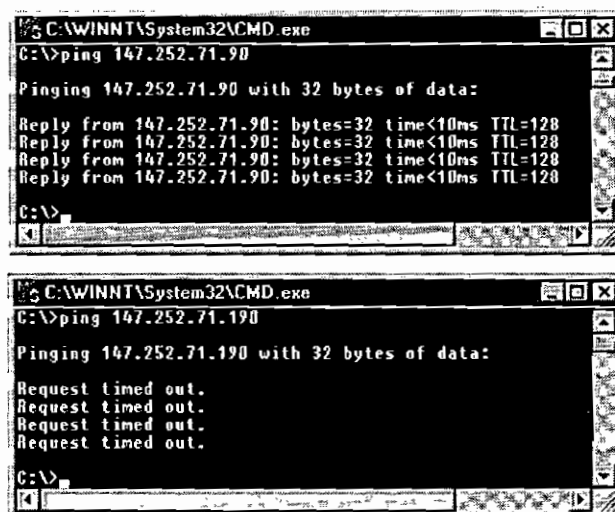 C:\WINNT\System32\CMD.exe
C:\>ping 147.252.71.90
Pinging 147.252.71.90 with 32 bytes of data:
Reply from 147.252.71.90: bytes=32 time<10ms TTL=128
Reply from 147.252.71.90: bytes=32 time<10ms TTL=128
Reply from 147.252.71.90: bytes=32 time<10ms TTL=128
Reply from 147.252.71.90: bytes=32 time<10ms TTL=128
C:\>
C:\WINNT\System32\CMD.exe
C:\>ping 147.252.71.190
Pinging 147.252.71.190 with 32 bytes of data:
Request timed out.
Request timed out.
Request timed out.
Request timed out.
C:\>